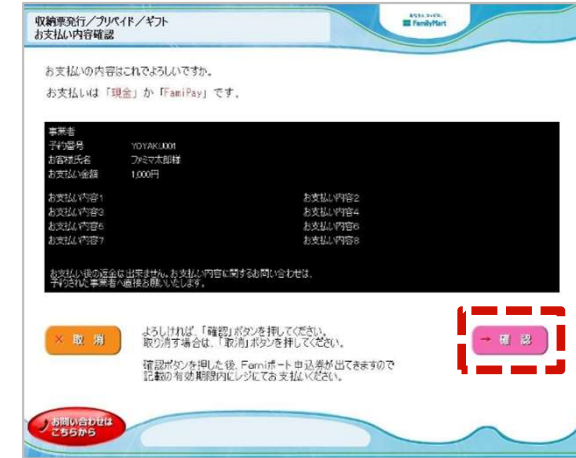 収納票発行／プリペイド／ギフト
お支払い内容確認
FamilyMart
お支払いの内容はこれでよろしいですか。
お支払いは「現金」か「FamiPay」です。
事業者
予約番号 YOYAKU001
お客様氏名 ファミマ太郎様
お支払い金額 1,000円
お支払い内容1 お支払い内容2
お支払い内容3 お支払い内容4
お支払い内容5 お支払い内容6
お支払い内容7 お支払い内容8
お支払い後の返金は出来ません。お支払い内容に関するお問い合わせは、
予約された事業者へ直接お願いいたします。
× 取 消
よろしければ、「確認」ボタンを押してください。
取り消す場合は、「取消」ボタンを押してください。
→ 確 認
確認ボタンを押した後、Famiポート申込券が出てきますので
記載の有効期限内にレジにてお支払いください。
お問い合わせは
こちらから